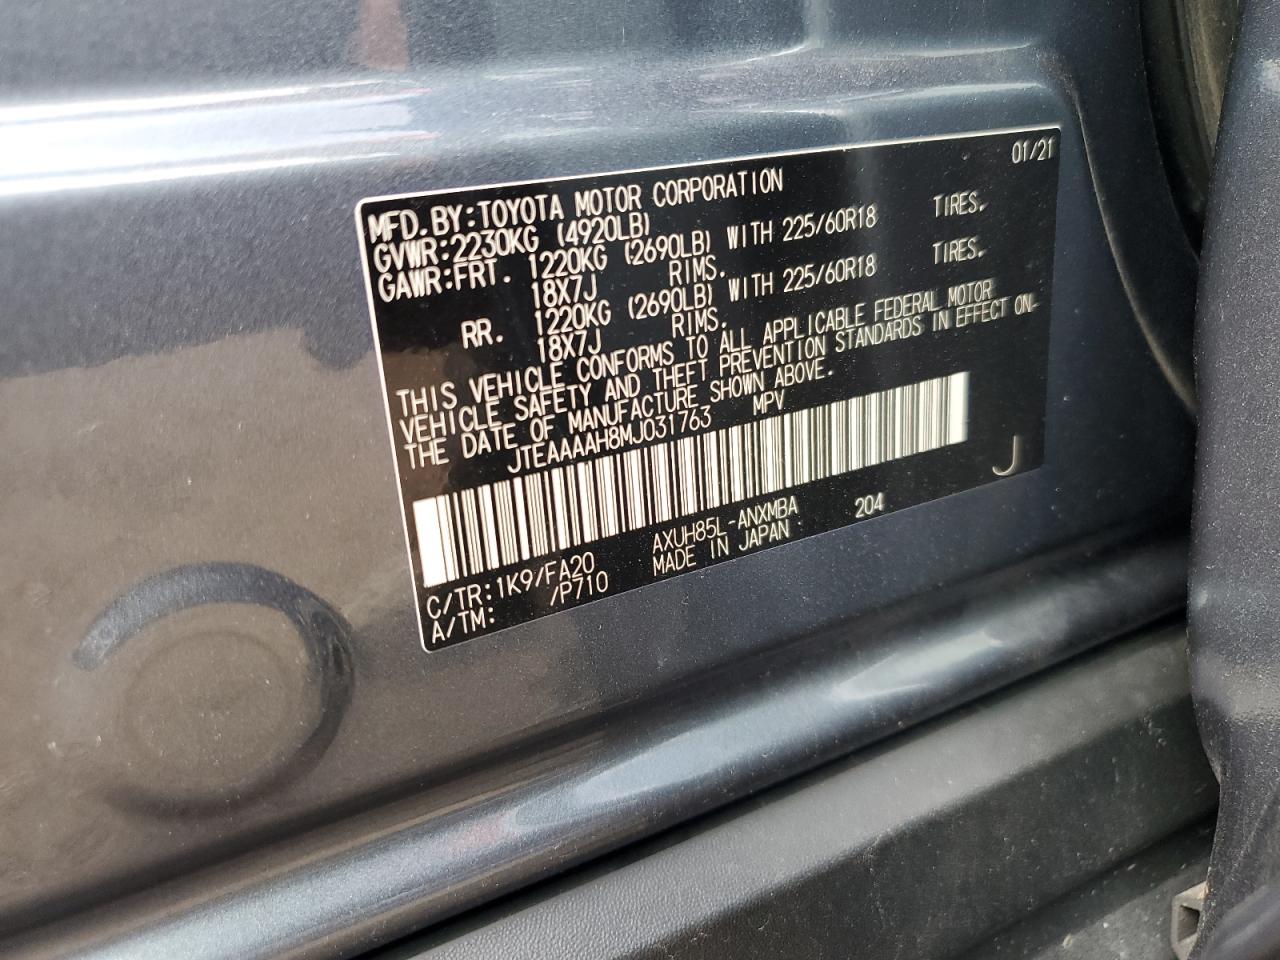 01/21
MFD.BY:TOYOTA MOTOR CORPORATION
GVWR:2230KG (4920LB)
GAWR:FRT. 1220KG (2690LB) WITH 225/60R18 TIRES.
18X7J RIMS.
RR. 1220KG (2690LB) WITH 225/60R18 TIRES.
18X7J RIMS.
THIS VEHICLE CONFORMS TO ALL APPLICABLE FEDERAL MOTOR
VEHICLE SAFETY AND THEFT PREVENTION STANDARDS IN EFFECT ON
THE DATE OF MANUFACTURE SHOWN ABOVE.
JTEAAAAH8MJ031763 MPV
J
C/TR:1K9/FA20 AXUH85L-ANXMBA 204
A/TM: /P710 MADE IN JAPAN